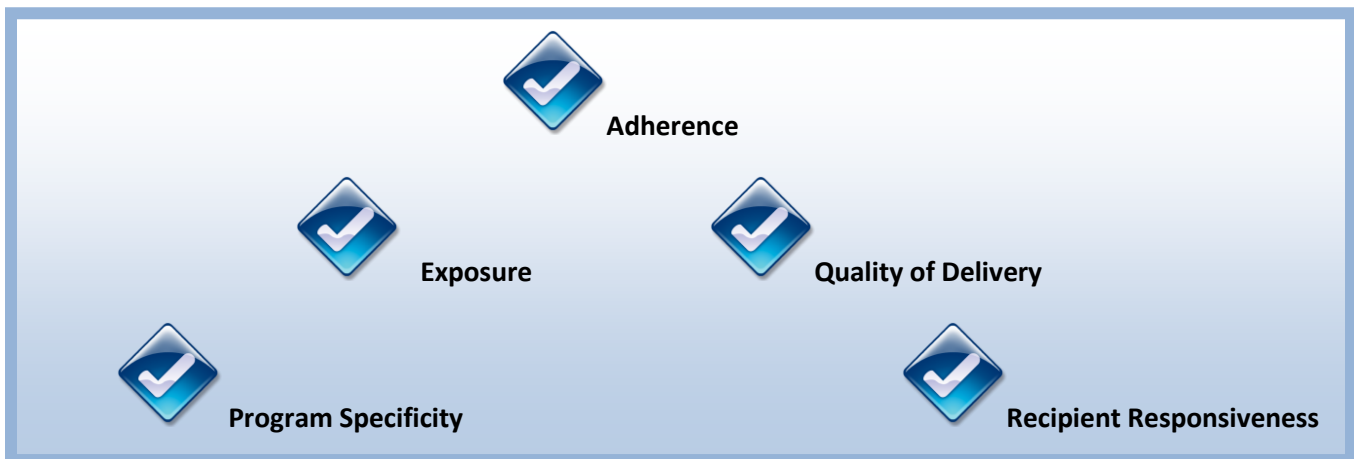 Adherence
Exposure
Quality of Delivery
Program Specificity
Recipient Responsiveness